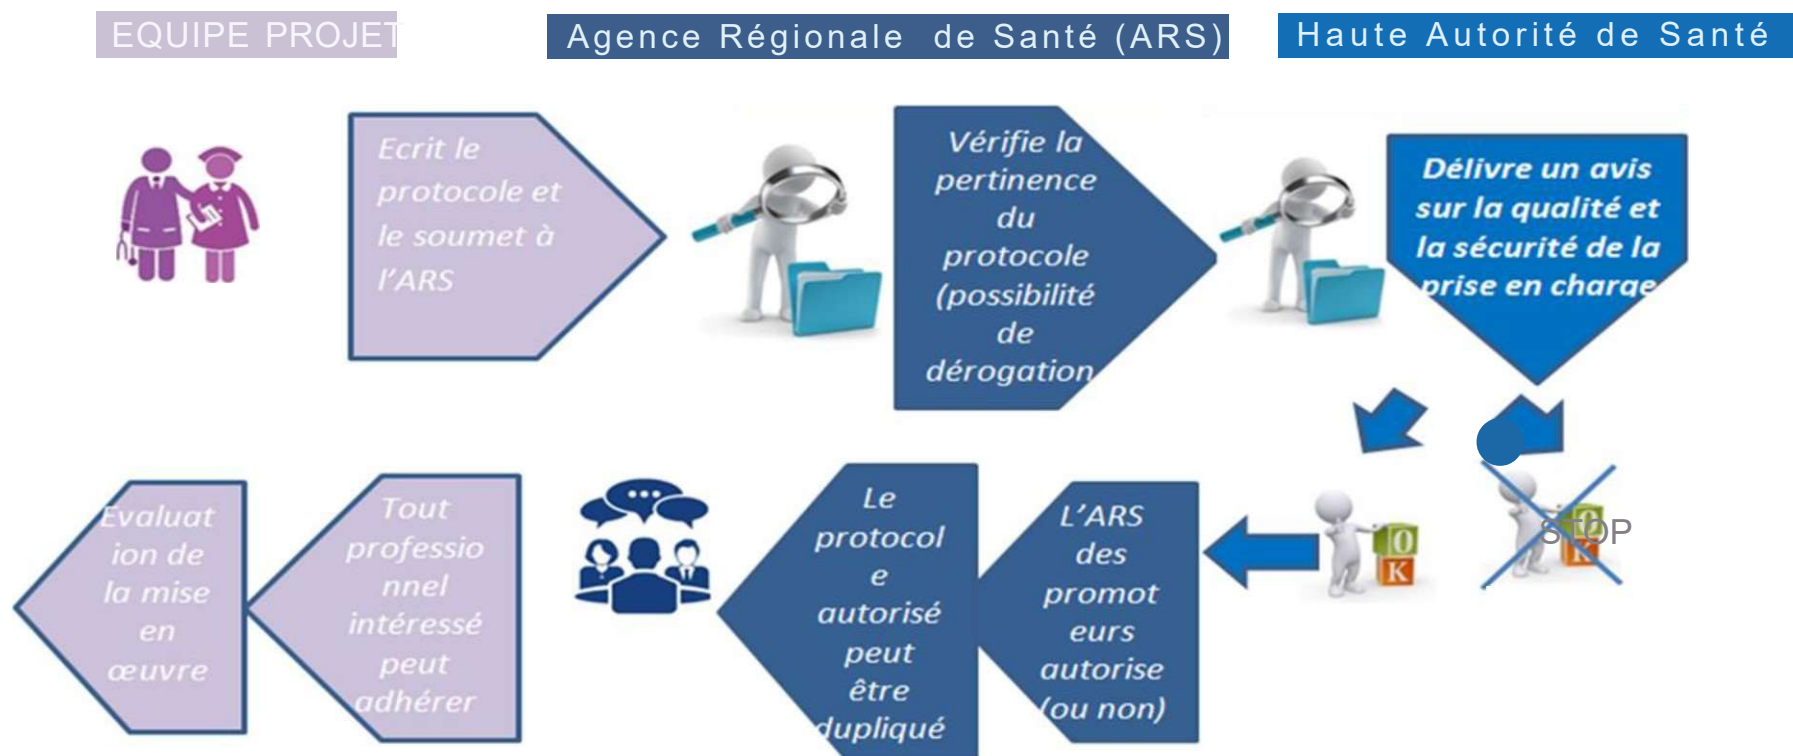 EQUIPE PROJET
Agence Régionale de Santé (ARS)
Haute Autorité de Santé
Ecrit le
protocole et
le soumet à
l'ARS
Vérifie la
pertinence
du
protocole
(possibilité
de
dérogation
Délivre un avis
sur la qualité et
la sécurité de la
prise en charge
Evaluat
ion de
la mise
en
œuvre
Tout
professio
nnel
intéressé
peut
adhérer
Le
protocol
e
autorisé
peut
être
dupliqué
L'ARS
des
promot
eurs
autorise
(ou non)
O
K
STOP
O
K